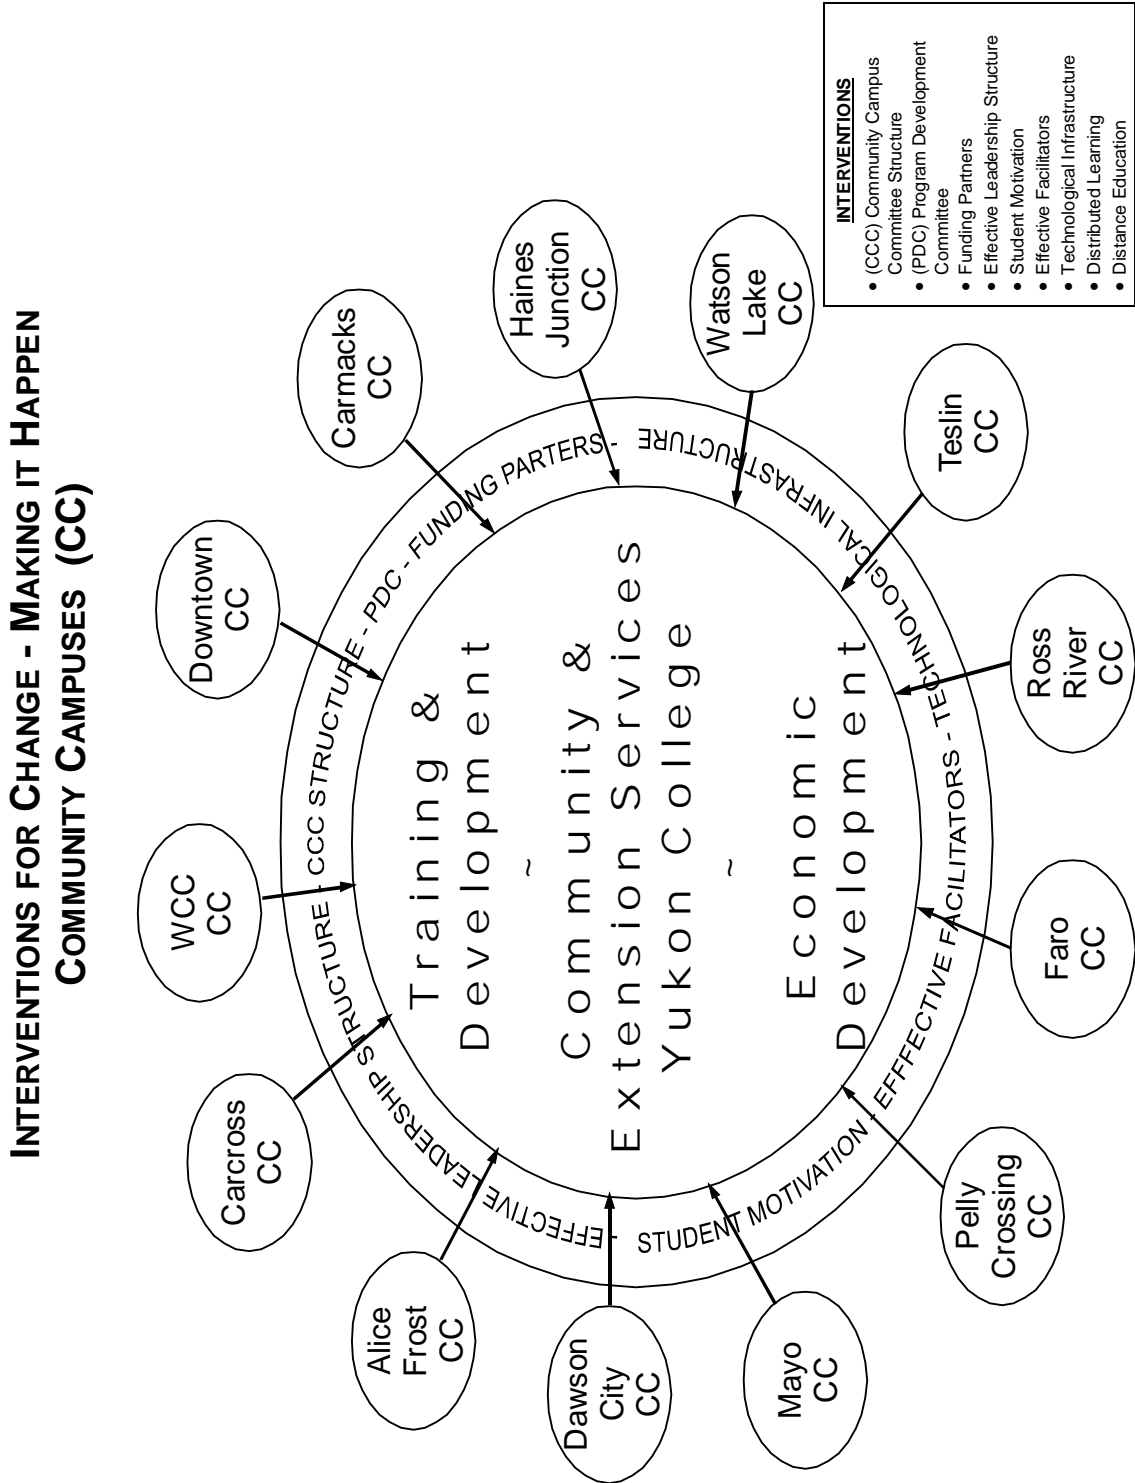 INTERVENTIONS FOR CHANGE - MAKING IT HAPPEN
COMMUNITY CAMPUSES (CC)
Alice
Frost
CC
Carcross
CC
WCC
CC
Downtown
CC
Carmacks
CC
Haines
Junction
CC
Watson
Lake
CC
Teslin
CC
Ross
River
CC
Faro
CC
Pelly
Crossing
CC
Mayo
CC
Dawson
City
CC
EFFECTIVE LEADERSHIP STRUCTURE - CCC STRUCTURE - PDC - FUNDING PARTERS -
STUDENT MOTIVATION - EFFFECTIVE FACILITATORS - TECHNOLOGICAL INFRASTRUCTURE -
Training &
Development
~
Community &
Extension Services
Yukon College
~
Economic
Development
INTERVENTIONS
• (CCC) Community Campus
Committee Structure
• (PDC) Program Development
Committee
• Funding Partners
• Effective Leadership Structure
• Student Motivation
• Effective Facilitators
• Technological Infrastructure
• Distributed Learning
• Distance Education